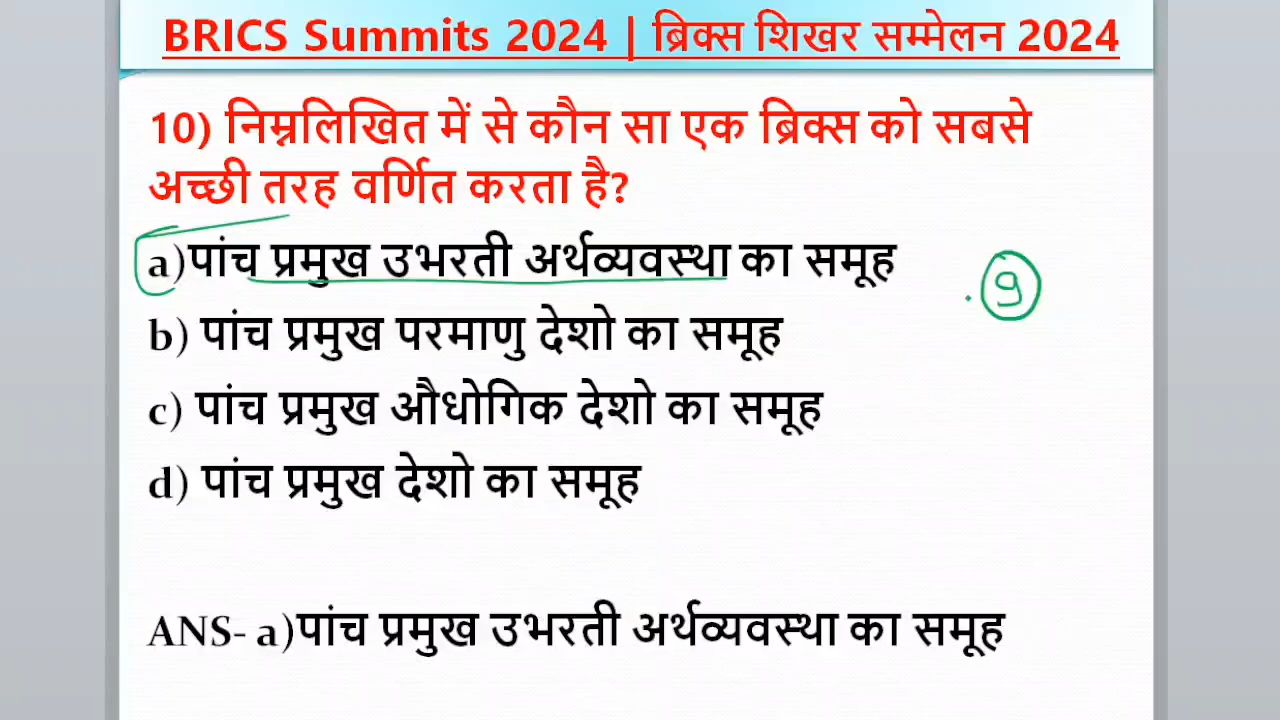 BRICS Summits 2024 | ब्रिक्स शिखर सम्मेलन 2024
10) निम्नलिखित में से कौन सा एक ब्रिक्स को सबसे
अच्छी तरह वर्णित करता है?
a)पांच प्रमुख उभरती अर्थव्यवस्था का समूह
9
b) पांच प्रमुख परमाणु देशो का समूह
c) पांच प्रमुख औधोगिक देशो का समूह
d) पांच प्रमुख देशो का समूह
ANS- a)पांच प्रमुख उभरती अर्थव्यवस्था का समूह